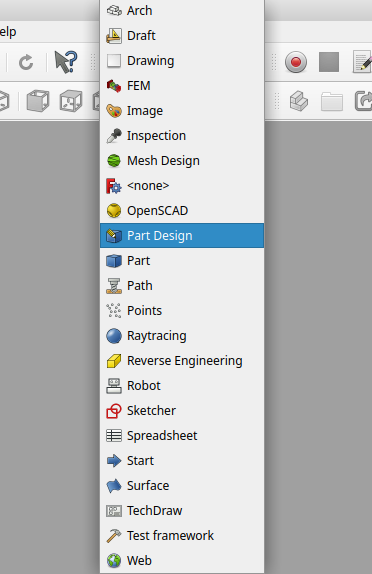 Arch
elp
Draft
Drawing
FEM
Image
Inspection
Mesh Design
<none>
OpenSCAD
Part Design
Part
Path
Points
Raytracing
Reverse Engineering
Robot
Sketcher
Spreadsheet
Start
Surface
TechDraw
Test framework
Web